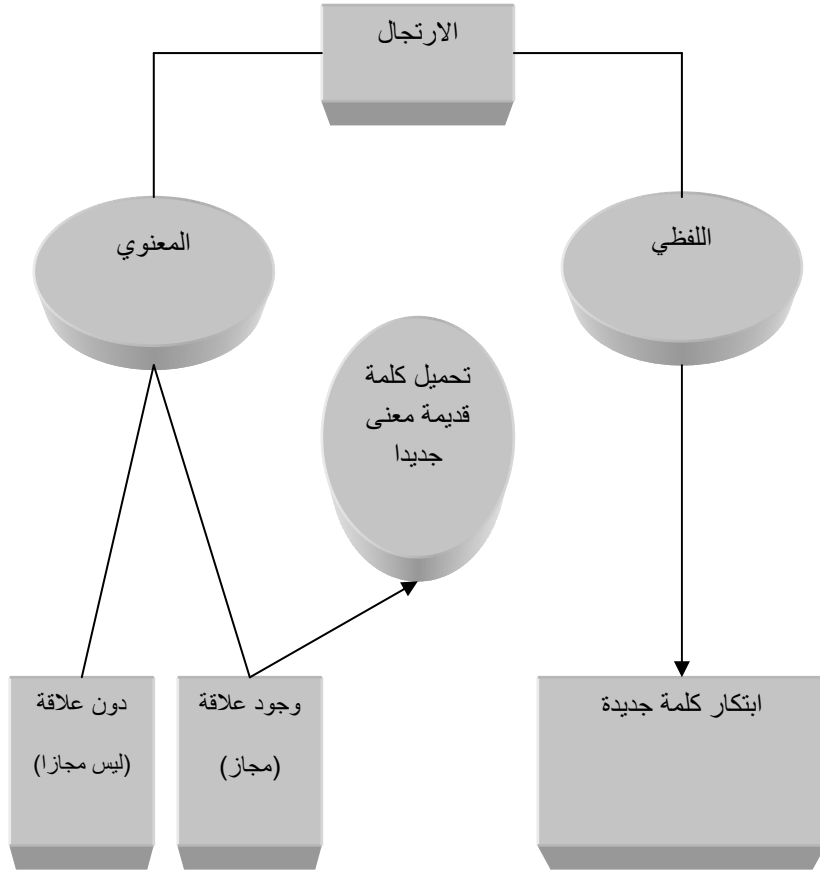 الارتجال
اللفظي
المعنوي
تحميل كلمة
قديمة معنى
جديدا
ابتكار كلمة جديدة
وجود علاقة
(مجاز)
دون علاقة
(ليس مجازا)